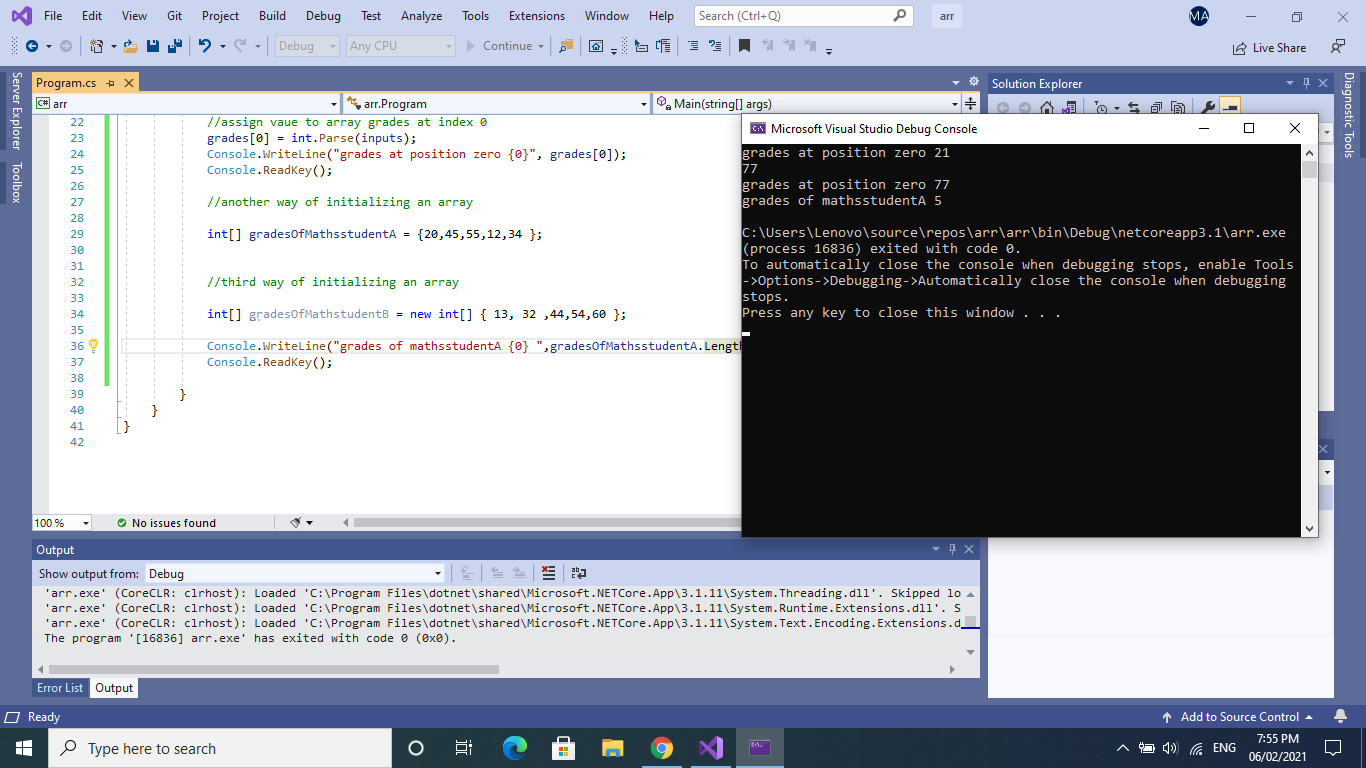 File Edit View Git Project Build Debug Test Analyze Tools Extensions Window Help Search (Ctrl+Q) arr MA
Debug Any CPU Continue Live Share
Server Explorer
Toolbox
Program.cs
C# arr arr.Program Main(string[] args)
22 //assign vaue to array grades at index 0
23 grades[0] = int.Parse(inputs);
24 Console.WriteLine("grades at position zero {0}", grades[0]);
25 Console.ReadKey();
26
27 //another way of initializing an array
28
29 int[] gradesOfMathsstudentA = {20,45,55,12,34 };
30
31
32 //third way of initializing an array
33
34 int[] gradesOfMathstudentB = new int[] { 13, 32 ,44,54,60 };
35
36 Console.WriteLine("grades of mathsstudentA {0} ",gradesOfMathsstudentA.Length
37 Console.ReadKey();
38
39 }
40 }
41 }
42
100 % No issues found
Solution Explorer
Diagnostic Tools
C:\ Microsoft Visual Studio Debug Console
grades at position zero 21
77
grades at position zero 77
grades of mathsstudentA 5
C:\Users\Lenovo\source\repos\arr\arr\bin\Debug\netcoreapp3.1\arr.exe
(process 16836) exited with code 0.
To automatically close the console when debugging stops, enable Tools
->Options->Debugging->Automatically close the console when debugging
stops.
Press any key to close this window . . .
Output
Show output from: Debug
'arr.exe' (CoreCLR: clrhost): Loaded 'C:\Program Files\dotnet\shared\Microsoft.NETCore.App\3.1.11\System.Threading.dll'. Skipped lo
'arr.exe' (CoreCLR: clrhost): Loaded 'C:\Program Files\dotnet\shared\Microsoft.NETCore.App\3.1.11\System.Runtime.Extensions.dll'. S
'arr.exe' (CoreCLR: clrhost): Loaded 'C:\Program Files\dotnet\shared\Microsoft.NETCore.App\3.1.11\System.Text.Encoding.Extensions.d
The program '[16836] arr.exe' has exited with code 0 (0x0).
Error List Output
Ready Add to Source Control
Type here to search ENG 7:55 PM
06/02/2021